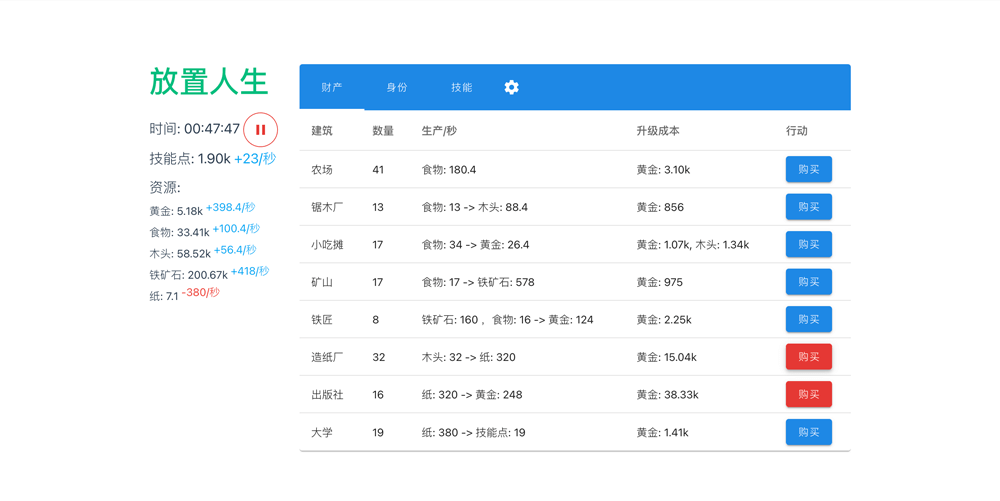 放置人生
时间: 00:47:47
技能点: 1.90k +23/秒
资源:
黄金: 5.18k +398.4/秒
食物: 33.41k +100.4/秒
木头: 58.52k +56.4/秒
铁矿石: 200.67k +418/秒
纸: 7.1 -380/秒
财产 身份 技能
建筑 数量 生产/秒 升级成本 行动
农场 41 食物: 180.4 黄金: 3.10k 购买
锯木厂 13 食物: 13 -> 木头: 88.4 黄金: 856 购买
小吃摊 17 食物: 34 -> 黄金: 26.4 黄金: 1.07k, 木头: 1.34k 购买
矿山 17 食物: 17 -> 铁矿石: 578 黄金: 975 购买
铁匠 8 铁矿石: 160 ，食物: 16 -> 黄金: 124 黄金: 2.25k 购买
造纸厂 32 木头: 32 -> 纸: 320 黄金: 15.04k 购买
出版社 16 纸: 320 -> 黄金: 248 黄金: 38.33k 购买
大学 19 纸: 380 -> 技能点: 19 黄金: 1.41k 购买